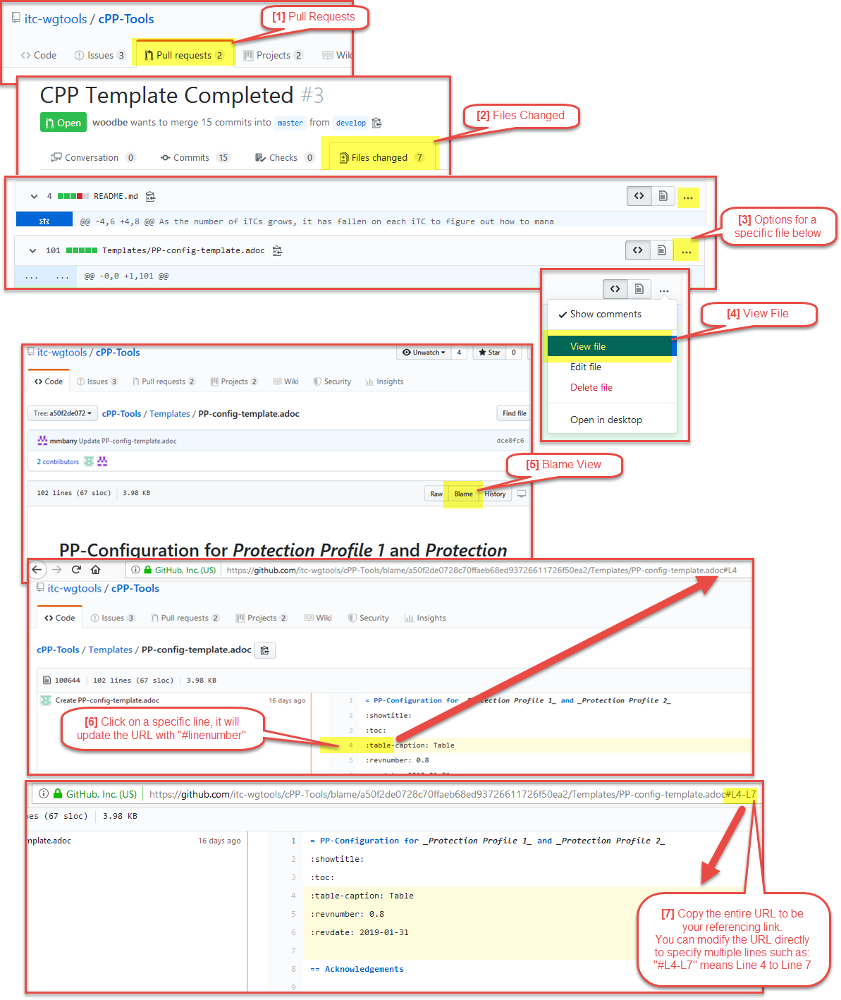 itc-wgtools / cPP-Tools
[1] Pull Requests
Code Issues 3 Pull requests 2 Projects 2 Wik
CPP Template Completed #3
Open woodbe wants to merge 15 commits into master from develop
[2] Files Changed
Conversation 0 Commits 15 Checks 0 Files changed 7
4 README.md ...
@@ -4,6 +4,8 @@ As the number of iTCs grows, it has fallen on each iTC to figure out how to mana
[3] Options for a
specific file below
101 Templates/PP-config-template.adoc ...
... ... @@ -0,0 +1,101 @@
...
Show comments
[4] View File
View file
Edit file
Delete file
Open in desktop
itc-wgtools / cPP-Tools
Unwatch 4 Star 0
Code Issues 3 Pull requests 2 Projects 2 Wiki Security Insights
Tree: a50f2de072 cPP-Tools / Templates / PP-config-template.adoc Find file
mmbarry Update PP-config-template.adoc dce8fc6
2 contributors
[5] Blame View
102 lines (67 sloc) 3.98 KB Raw Blame History
PP-Configuration for Protection Profile 1 and Protection
GitHub, Inc. (US) https://github.com/itc-wgtools/cPP-Tools/blame/a50f2de0728c70ffaeb68ed93726611726f50ea2/Templates/PP-config-template.adoc#L4
itc-wgtools / cPP-Tools
Code Issues 3 Pull requests 2 Projects 2 Wiki Security Insights
cPP-Tools / Templates / PP-config-template.adoc
100644 102 lines (67 sloc) 3.98 KB
Create PP-config-template.adoc 16 days ago
1 = PP-Configuration for _Protection Profile 1_ and _Protection Profile 2_
2 :showtitle:
3 :toc:
4 :table-caption: Table
5 :revnumber: 0.8
[6] Click on a specific line, it will
update the URL with "#linenumber"
GitHub, Inc. (US) https://github.com/itc-wgtools/cPP-Tools/blame/a50f2de0728c70ffaeb68ed93726611726f50ea2/Templates/PP-config-template.adoc#L4-L7
nes (67 sloc) 3.98 KB
mplate.adoc 16 days ago
1 = PP-Configuration for _Protection Profile 1_ and _Protection Profile 2_
2 :showtitle:
3 :toc:
4 :table-caption: Table
5 :revnumber: 0.8
6 :revdate: 2019-01-31
7
8 == Acknowledgements
9
[7] Copy the entire URL to be
your referencing link.
You can modify the URL directly
to specify multiple lines such as:
"#L4-L7" means Line 4 to Line 7